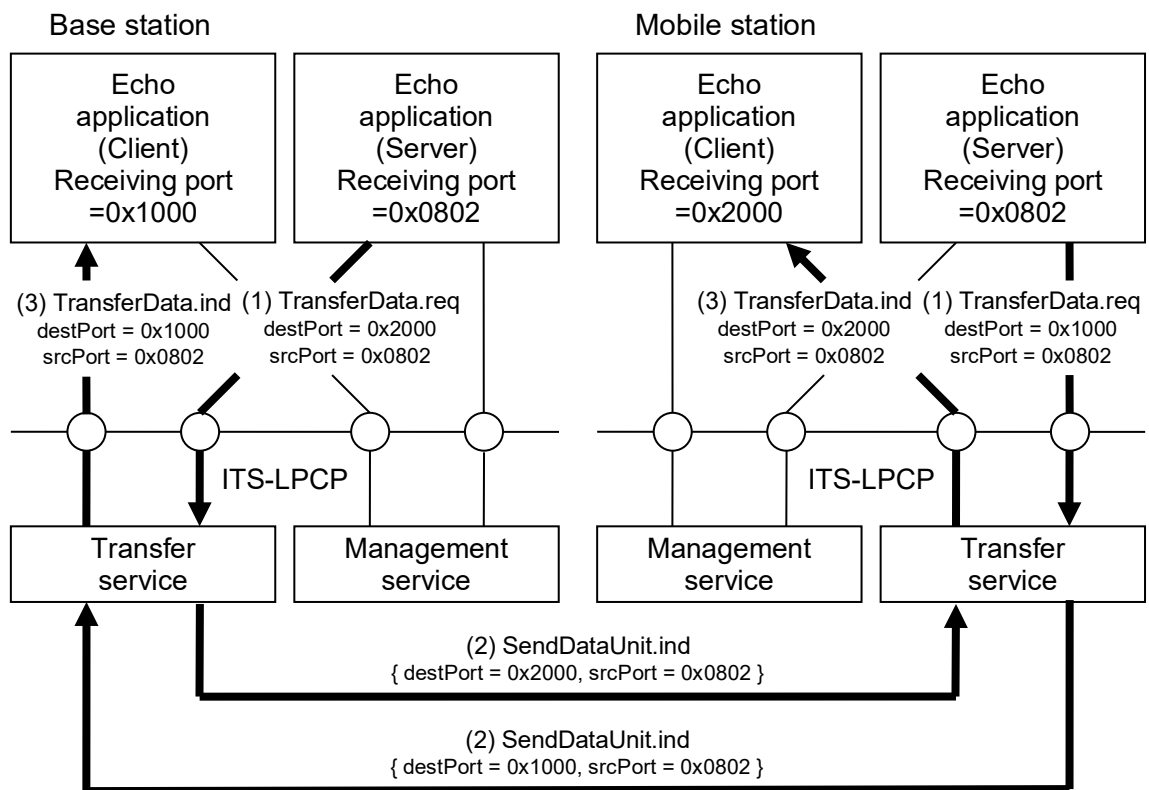 Base station
Mobile station
Echo
application
(Client)
Receiving port
=0x1000
Echo
application
(Server)
Receiving port
=0x0802
Echo
application
(Client)
Receiving port
=0x2000
Echo
application
(Server)
Receiving port
=0x0802
(3) TransferData.ind
destPort = 0x1000
srcPort = 0x0802
(1) TransferData.req
destPort = 0x2000
srcPort = 0x0802
(3) TransferData.ind
destPort = 0x2000
srcPort = 0x0802
(1) TransferData.req
destPort = 0x1000
srcPort = 0x0802
ITS-LPCP
ITS-LPCP
Transfer
service
Management
service
Management
service
Transfer
service
(2) SendDataUnit.ind
{ destPort = 0x2000, srcPort = 0x0802 }
(2) SendDataUnit.ind
{ destPort = 0x1000, srcPort = 0x0802 }